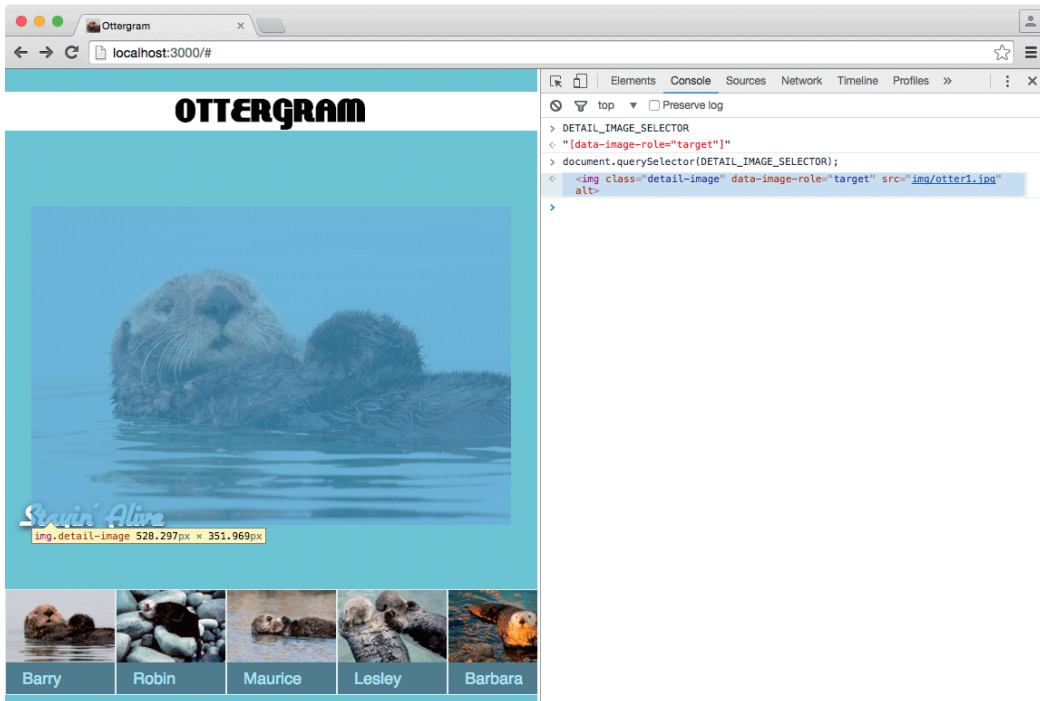 Ottergram
localhost:3000/#
OTTERGRAM
Stayin' Alive
img.detail-image 528.297px × 351.969px
Barry
Robin
Maurice
Lesley
Barbara
Elements Console Sources Network Timeline Profiles »
top ▼ Preserve log
> DETAIL_IMAGE_SELECTOR
"[data-image-role="target"]"
> document.querySelector(DETAIL_IMAGE_SELECTOR);
<img class="detail-image" data-image-role="target" src="img/otter1.jpg"
alt>
>